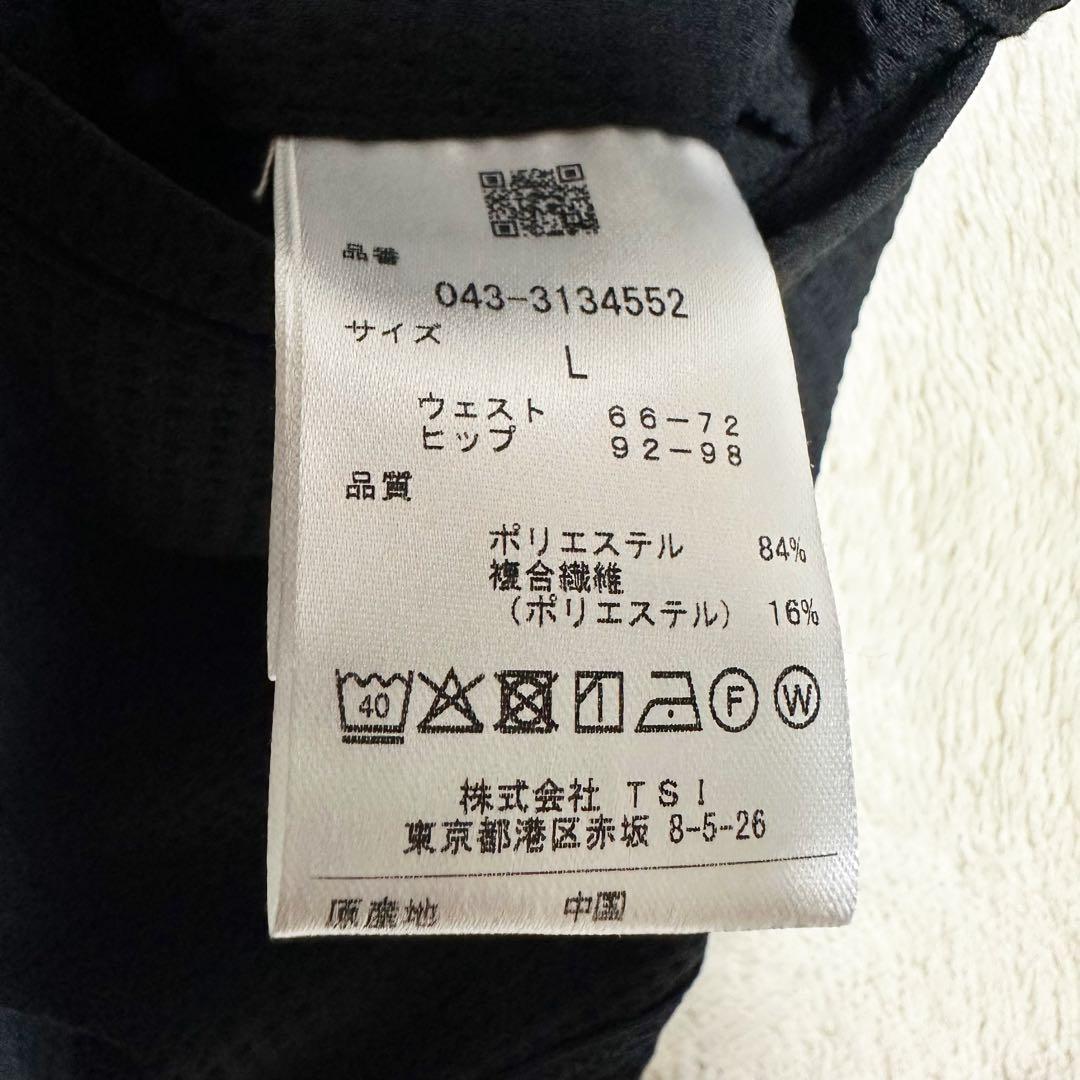 品番
043-3134552
サイズ
L
ウェスト 66-72
ヒップ 92-98
品質
ポリエステル 84%
複合繊維
(ポリエステル) 16%
40 F W
株式会社 TSI
東京都港区赤坂 8-5-26
原産地 中国